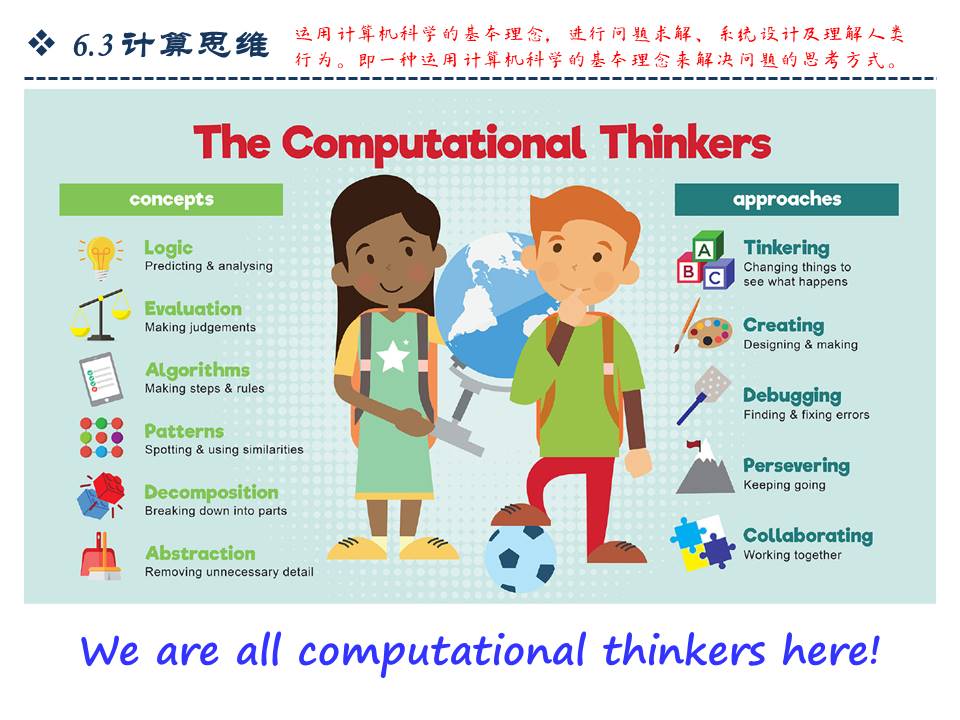 ❖ 6.3 计算思维
运用计算机科学的基本理念，进行问题求解、系统设计及理解人类
行为。即一种运用计算机科学的基本理念来解决问题的思考方式。
The Computational Thinkers
concepts
Logic
Predicting & analysing
Evaluation
Making judgements
Algorithms
Making steps & rules
Patterns
Spotting & using similarities
Decomposition
Breaking down into parts
Abstraction
Removing unnecessary detail
approaches
A
B
C
Tinkering
Changing things to
see what happens
Creating
Designing & making
Debugging
Finding & fixing errors
Persevering
Keeping going
Collaborating
Working together
We are all computational thinkers here!